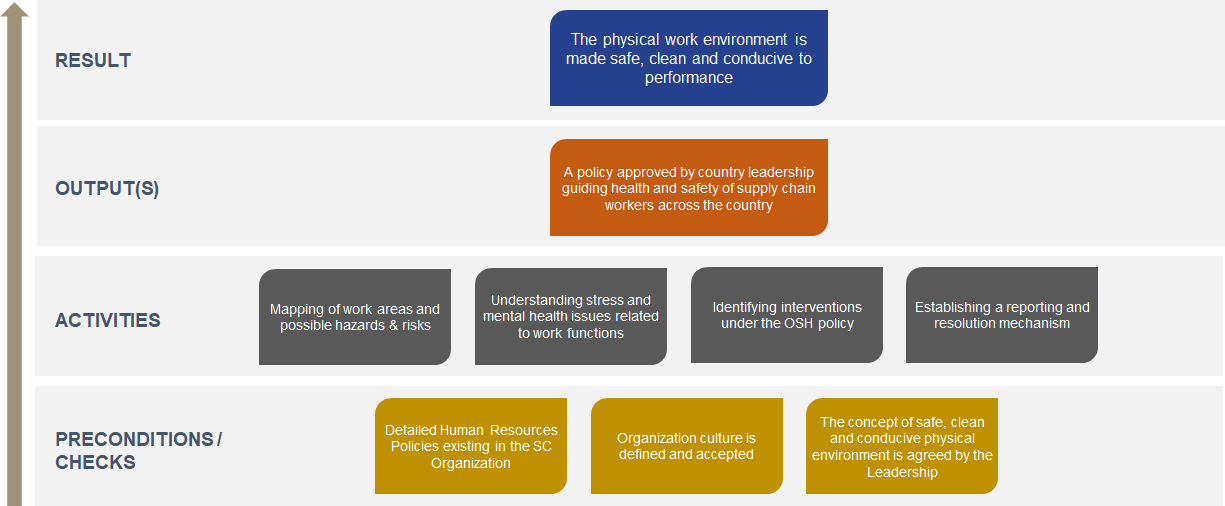 RESULT
The physical work environment is
made safe, clean and conducive to
performance
OUTPUT(S)
A policy approved by country leadership
guiding health and safety of supply chain
workers across the country
ACTIVITIES
Mapping of work areas and
possible hazards & risks
Understanding stress and
mental health issues related
to work functions
Identifying interventions
under the OSH policy
Establishing a reporting and
resolution mechanism
PRECONDITIONS /
CHECKS
Detailed Human Resources
Policies existing in the SC
Organization
Organization culture is
defined and accepted
The concept of safe, clean
and conducive physical
environment is agreed by the
Leadership